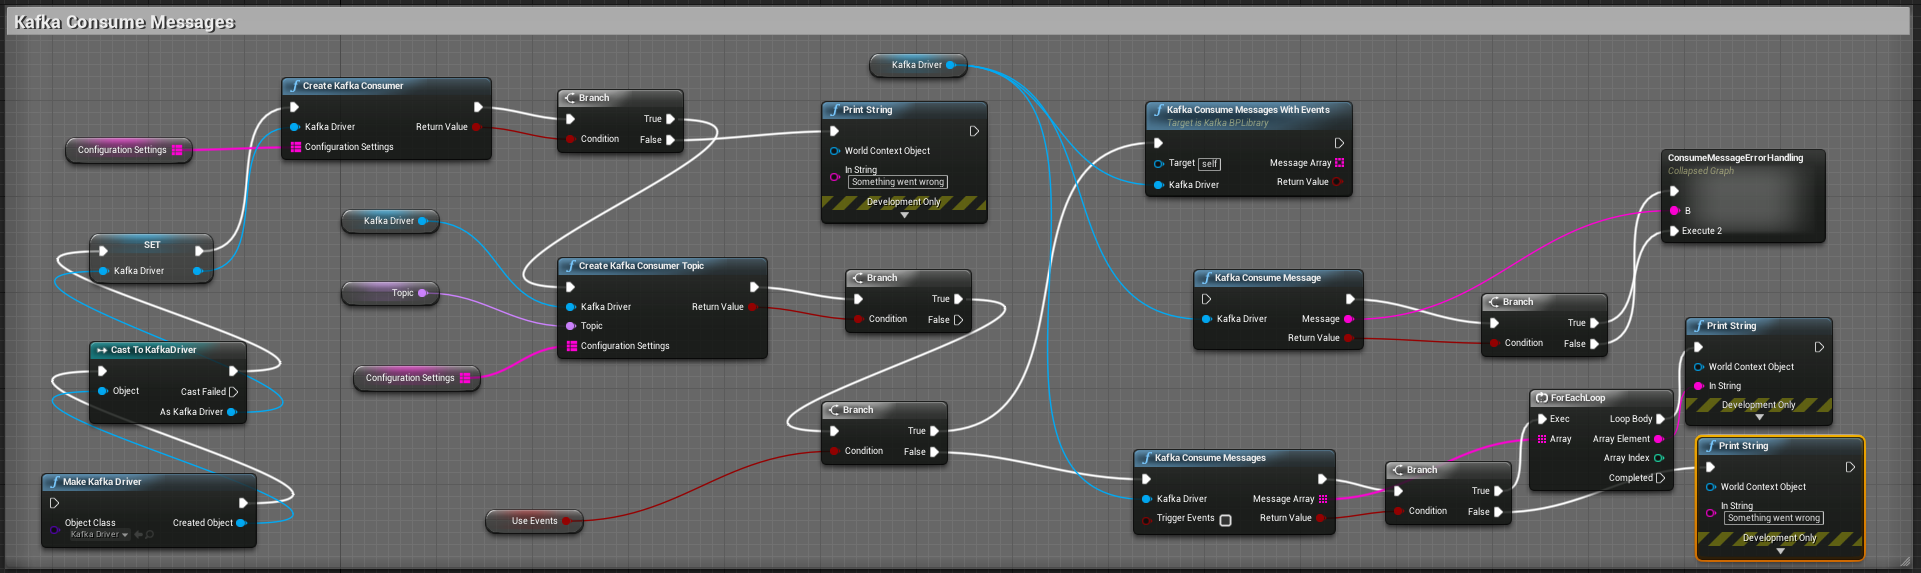 Kafka Consume Messages
Kafka Driver
Create Kafka Consumer
Kafka Driver
Return Value
Configuration Settings
Configuration Settings
Branch
True
Condition
False
Print String
World Context Object
In String
Something went wrong
Development Only
Kafka Consume Messages With Events
Target is Kafka BPLibrary
Target
self
Message Array
Kafka Driver
Return Value
ConsumeMessageErrorHandling
Collapsed Graph
B
Execute 2
Kafka Driver
SET
Kafka Driver
Topic
Create Kafka Consumer Topic
Kafka Driver
Return Value
Topic
Configuration Settings
Configuration Settings
Branch
True
Condition
False
Kafka Consume Message
Kafka Driver
Message
Return Value
Branch
True
Condition
False
Print String
World Context Object
In String
Development Only
Cast To KafkaDriver
Object
Cast Failed
As Kafka Driver
Branch
True
Condition
False
ForEachLoop
Exec
Loop Body
Array
Array Element
Array Index
Completed
Make Kafka Driver
Object Class
Kafka Driver
Created Object
Use Events
Kafka Consume Messages
Kafka Driver
Message Array
Trigger Events
Return Value
Branch
True
Condition
False
Print String
World Context Object
In String
Something went wrong
Development Only